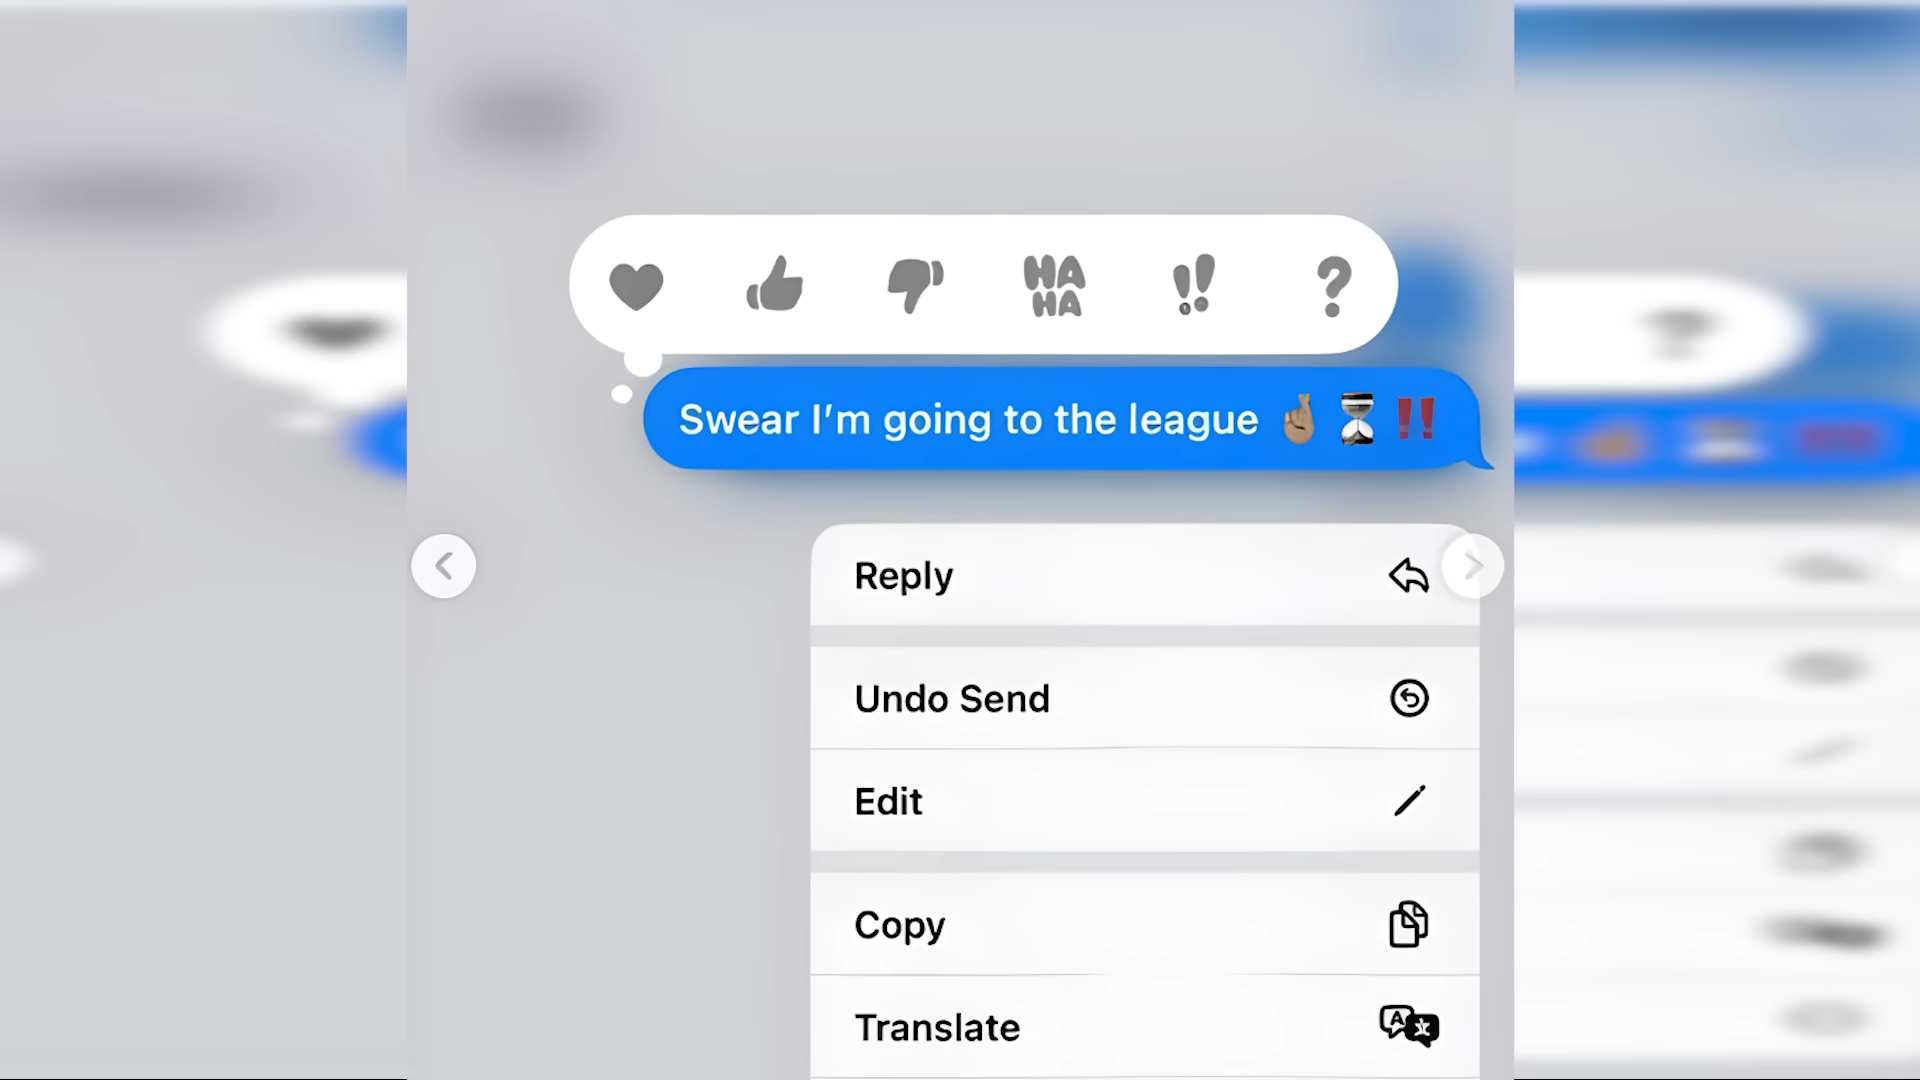 HA
HA
!!
?
Swear I'm going to the league 🤞🏽⏳‼️
Reply
Undo Send
Edit
Copy
Translate